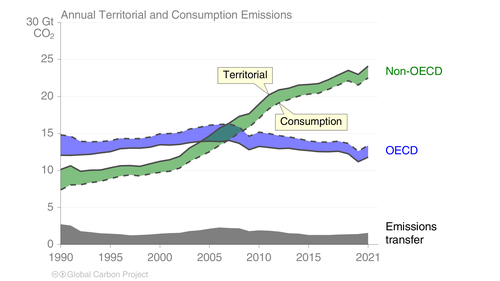 Annual Territorial and Consumption Emissions
30 Gt
CO₂
25
20
15
10
5
0
Territorial
Consumption
Non-OECD
OECD
Emissions
transfer
1990 1995 2000 2005 2010 2015 2021
Global Carbon Project